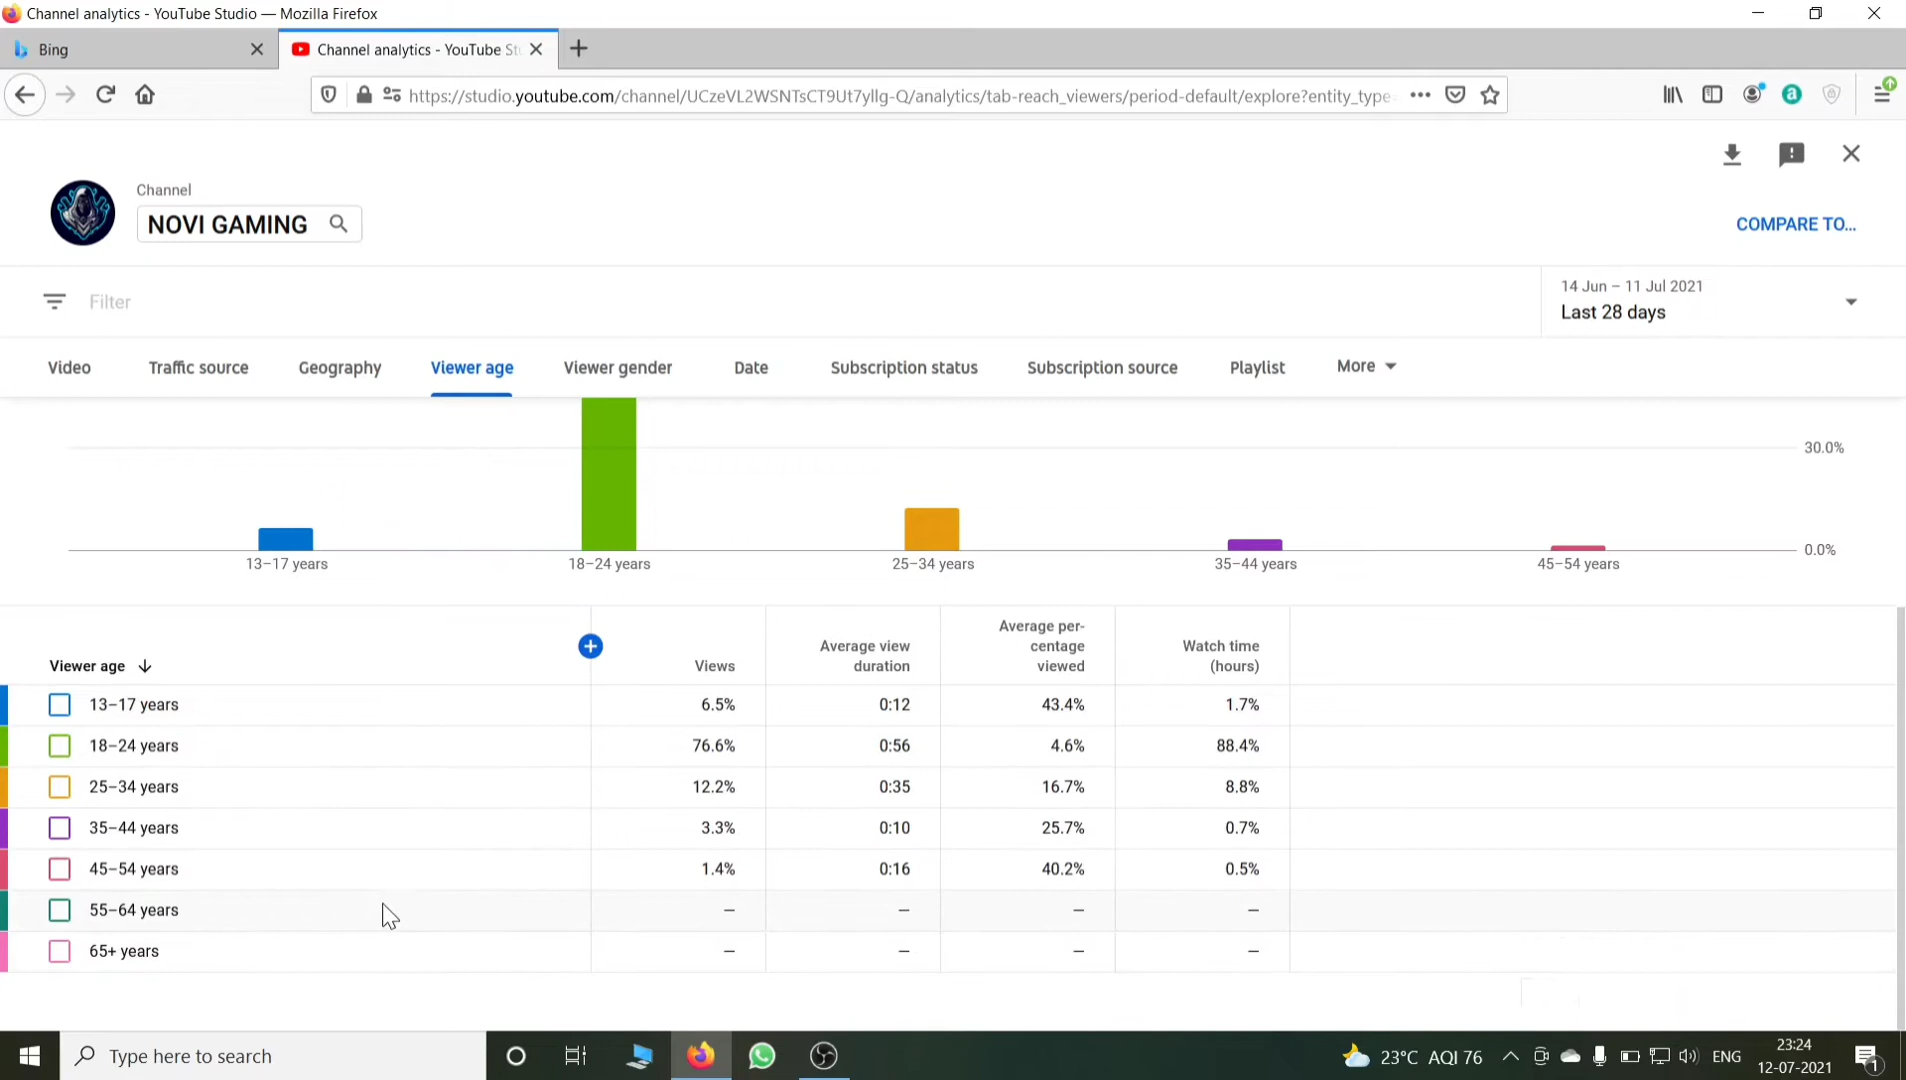 Channel analytics - YouTube Studio — Mozilla Firefox
Bing
Channel analytics - YouTube St
https://studio.youtube.com/channel/UCzeVL2WSNTsCT9Ut7yllg-Q/analytics/tab-reach_viewers/period-default/explore?entity_type=
Channel
NOVI GAMING
COMPARE TO...
Filter
14 Jun – 11 Jul 2021
Last 28 days
Video Traffic source Geography Viewer age Viewer gender Date Subscription status Subscription source Playlist More
30.0%
0.0%
13–17 years 18–24 years 25–34 years 35–44 years 45–54 years
Viewer age Views Average view duration Average per-centage viewed Watch time (hours)
13–17 years 6.5% 0:12 43.4% 1.7%
18–24 years 76.6% 0:56 4.6% 88.4%
25–34 years 12.2% 0:35 16.7% 8.8%
35–44 years 3.3% 0:10 25.7% 0.7%
45–54 years 1.4% 0:16 40.2% 0.5%
55–64 years – – – –
65+ years – – – –
Type here to search
23°C AQI 76
ENG
23:24
12-07-2021
1